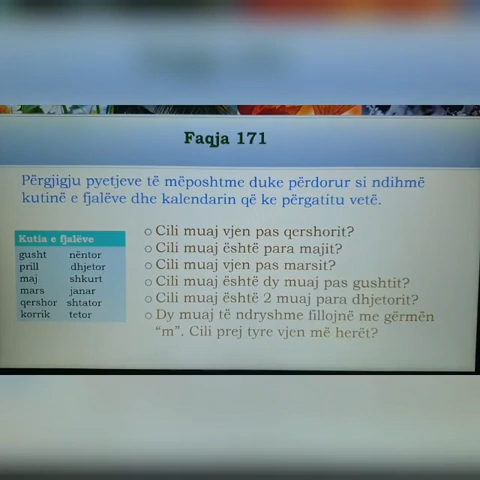 Faqja 171
Përgjigju pyetjeve të mëposhtme duke përdorur si ndihmë
kutinë e fjalëve dhe kalendarin që ke përgatitu vetë.
Kutia e fjalëve
gusht nëntor
prill dhjetor
maj shkurt
mars janar
qershor shtator
korrik tetor
o Cili muaj vjen pas qershorit?
o Cili muaj është para majit?
o Cili muaj vjen pas marsit?
o Cili muaj është dy muaj pas gushtit?
o Cili muaj është 2 muaj para dhjetorit?
o Dy muaj të ndryshme fillojnë me gërmën
“m”. Cili prej tyre vjen më herët?